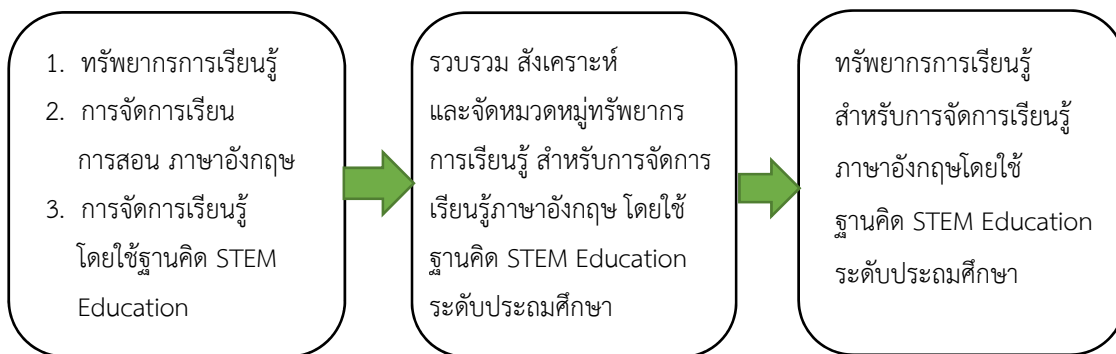 1. ทรัพยากรการเรียนรู้
2. การจัดการเรียน
การสอน ภาษาอังกฤษ
3. การจัดการเรียนรู้
โดยใช้ฐานคิด STEM
Education
รวบรวม สังเคราะห์
และจัดหมวดหมู่ทรัพยากร
การเรียนรู้ สำหรับการจัดการ
เรียนรู้ภาษาอังกฤษ โดยใช้
ฐานคิด STEM Education
ระดับประถมศึกษา
ทรัพยากรการเรียนรู้
สำหรับการจัดการเรียนรู้
ภาษาอังกฤษโดยใช้
ฐานคิด STEM Education
ระดับประถมศึกษา